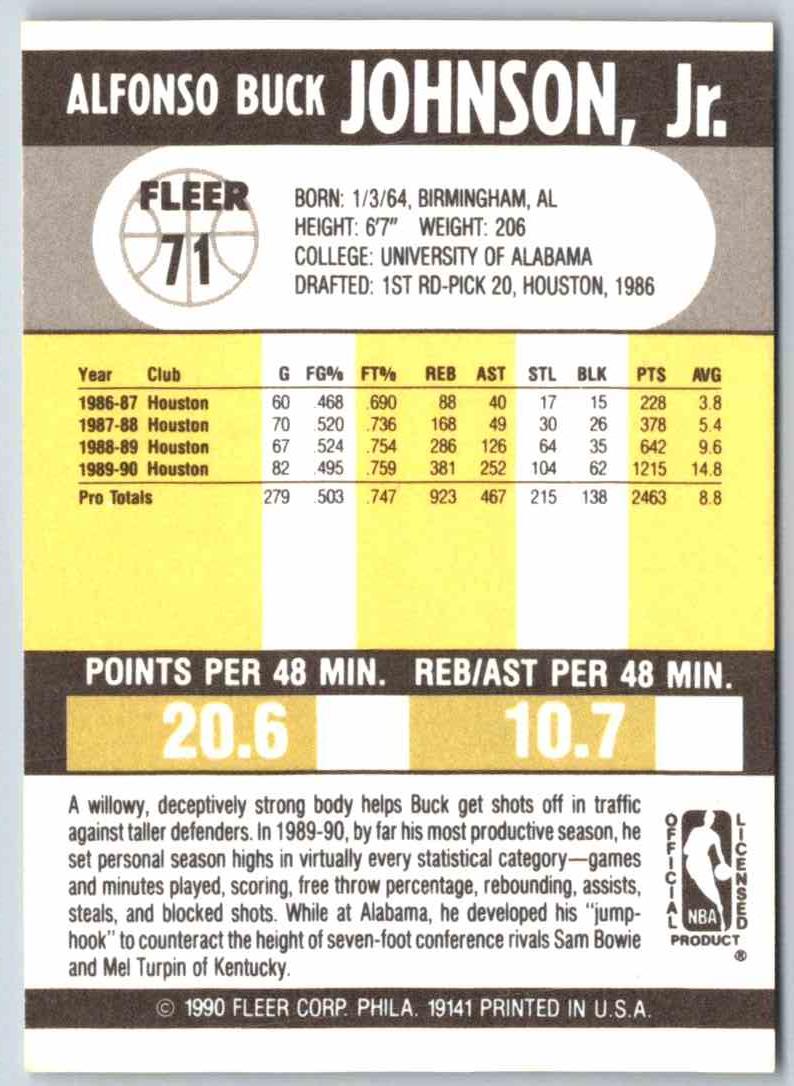 ALFONSO BUCK JOHNSON, Jr.
FLEER
71
BORN: 1/3/64, BIRMINGHAM, AL
HEIGHT: 6'7" WEIGHT: 206
COLLEGE: UNIVERSITY OF ALABAMA
DRAFTED: 1ST RD-PICK 20, HOUSTON, 1986
Year Club G FG% FT% REB AST STL BLK PTS AVG
1986-87 Houston 60 .468 .690 88 40 17 15 228 3.8
1987-88 Houston 70 .520 .736 168 49 30 26 378 5.4
1988-89 Houston 67 .524 .754 286 126 64 35 642 9.6
1989-90 Houston 82 .495 .759 381 252 104 62 1215 14.8
Pro Totals 279 .503 .747 923 467 215 138 2463 8.8
POINTS PER 48 MIN. REB/AST PER 48 MIN.
20.6 10.7
A willowy, deceptively strong body helps Buck get shots off in traffic
against taller defenders. In 1989-90, by far his most productive season, he
set personal season highs in virtually every statistical category—games
and minutes played, scoring, free throw percentage, rebounding, assists,
steals, and blocked shots. While at Alabama, he developed his "jump-
hook" to counteract the height of seven-foot conference rivals Sam Bowie
and Mel Turpin of Kentucky.
OFFICIAL
LICENSED
NBA
PRODUCT
®
© 1990 FLEER CORP. PHILA. 19141 PRINTED IN U.S.A.